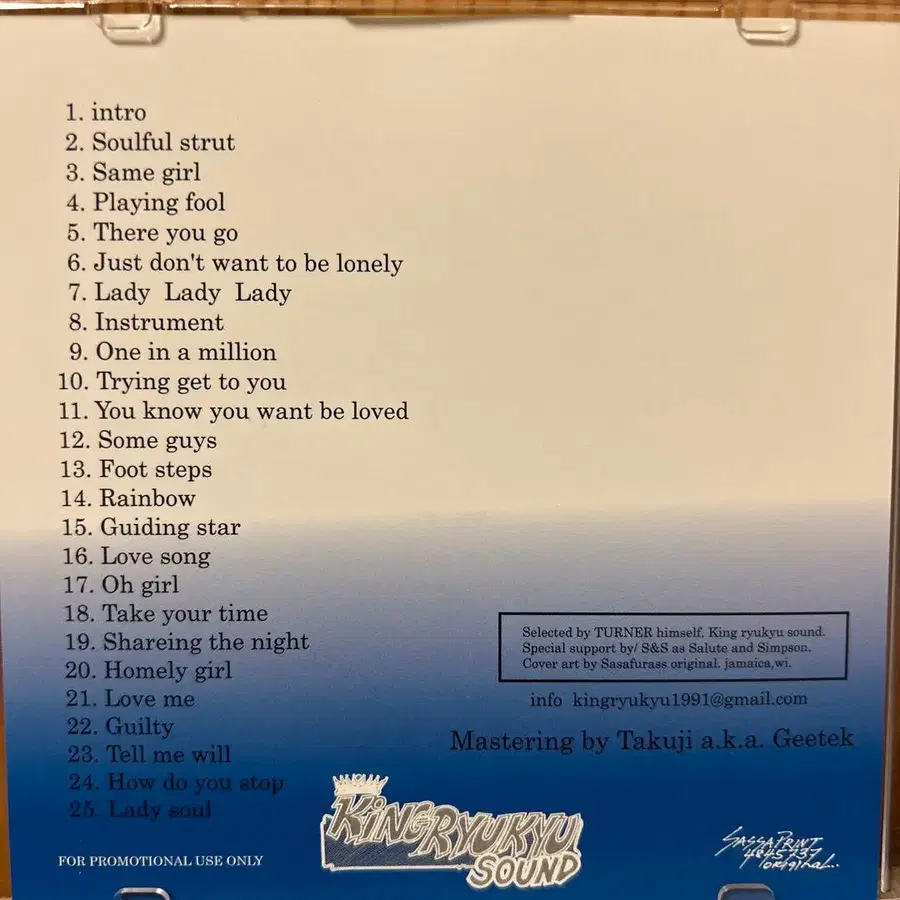 1. intro
2. Soulful strut
3. Same girl
4. Playing fool
5. There you go
6. Just don't want to be lonely
7. Lady Lady Lady
8. Instrument
9. One in a million
10. Trying get to you
11. You know you want be loved
12. Some guys
13. Foot steps
14. Rainbow
15. Guiding star
16. Love song
17. Oh girl
18. Take your time
19. Shareing the night
20. Homely girl
21. Love me
22. Guilty
23. Tell me will
24. How do you stop
25. Lady soul
FOR PROMOTIONAL USE ONLY
Selected by TURNER himself. King ryukyu sound.
Special support by/ S&S as Salute and Simpson.
Cover art by Sasafurass original. jamaica,wi.
info kingryukyu1991@gmail.com
Mastering by Takuji a.k.a. Geetek
KiNGRYUKYU
SOUND
SASSAPRINT
4845737
original...